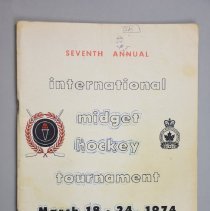 SEVENTH ANNUAL
international
midget
hockey
tournament
March 18 - 24, 1974